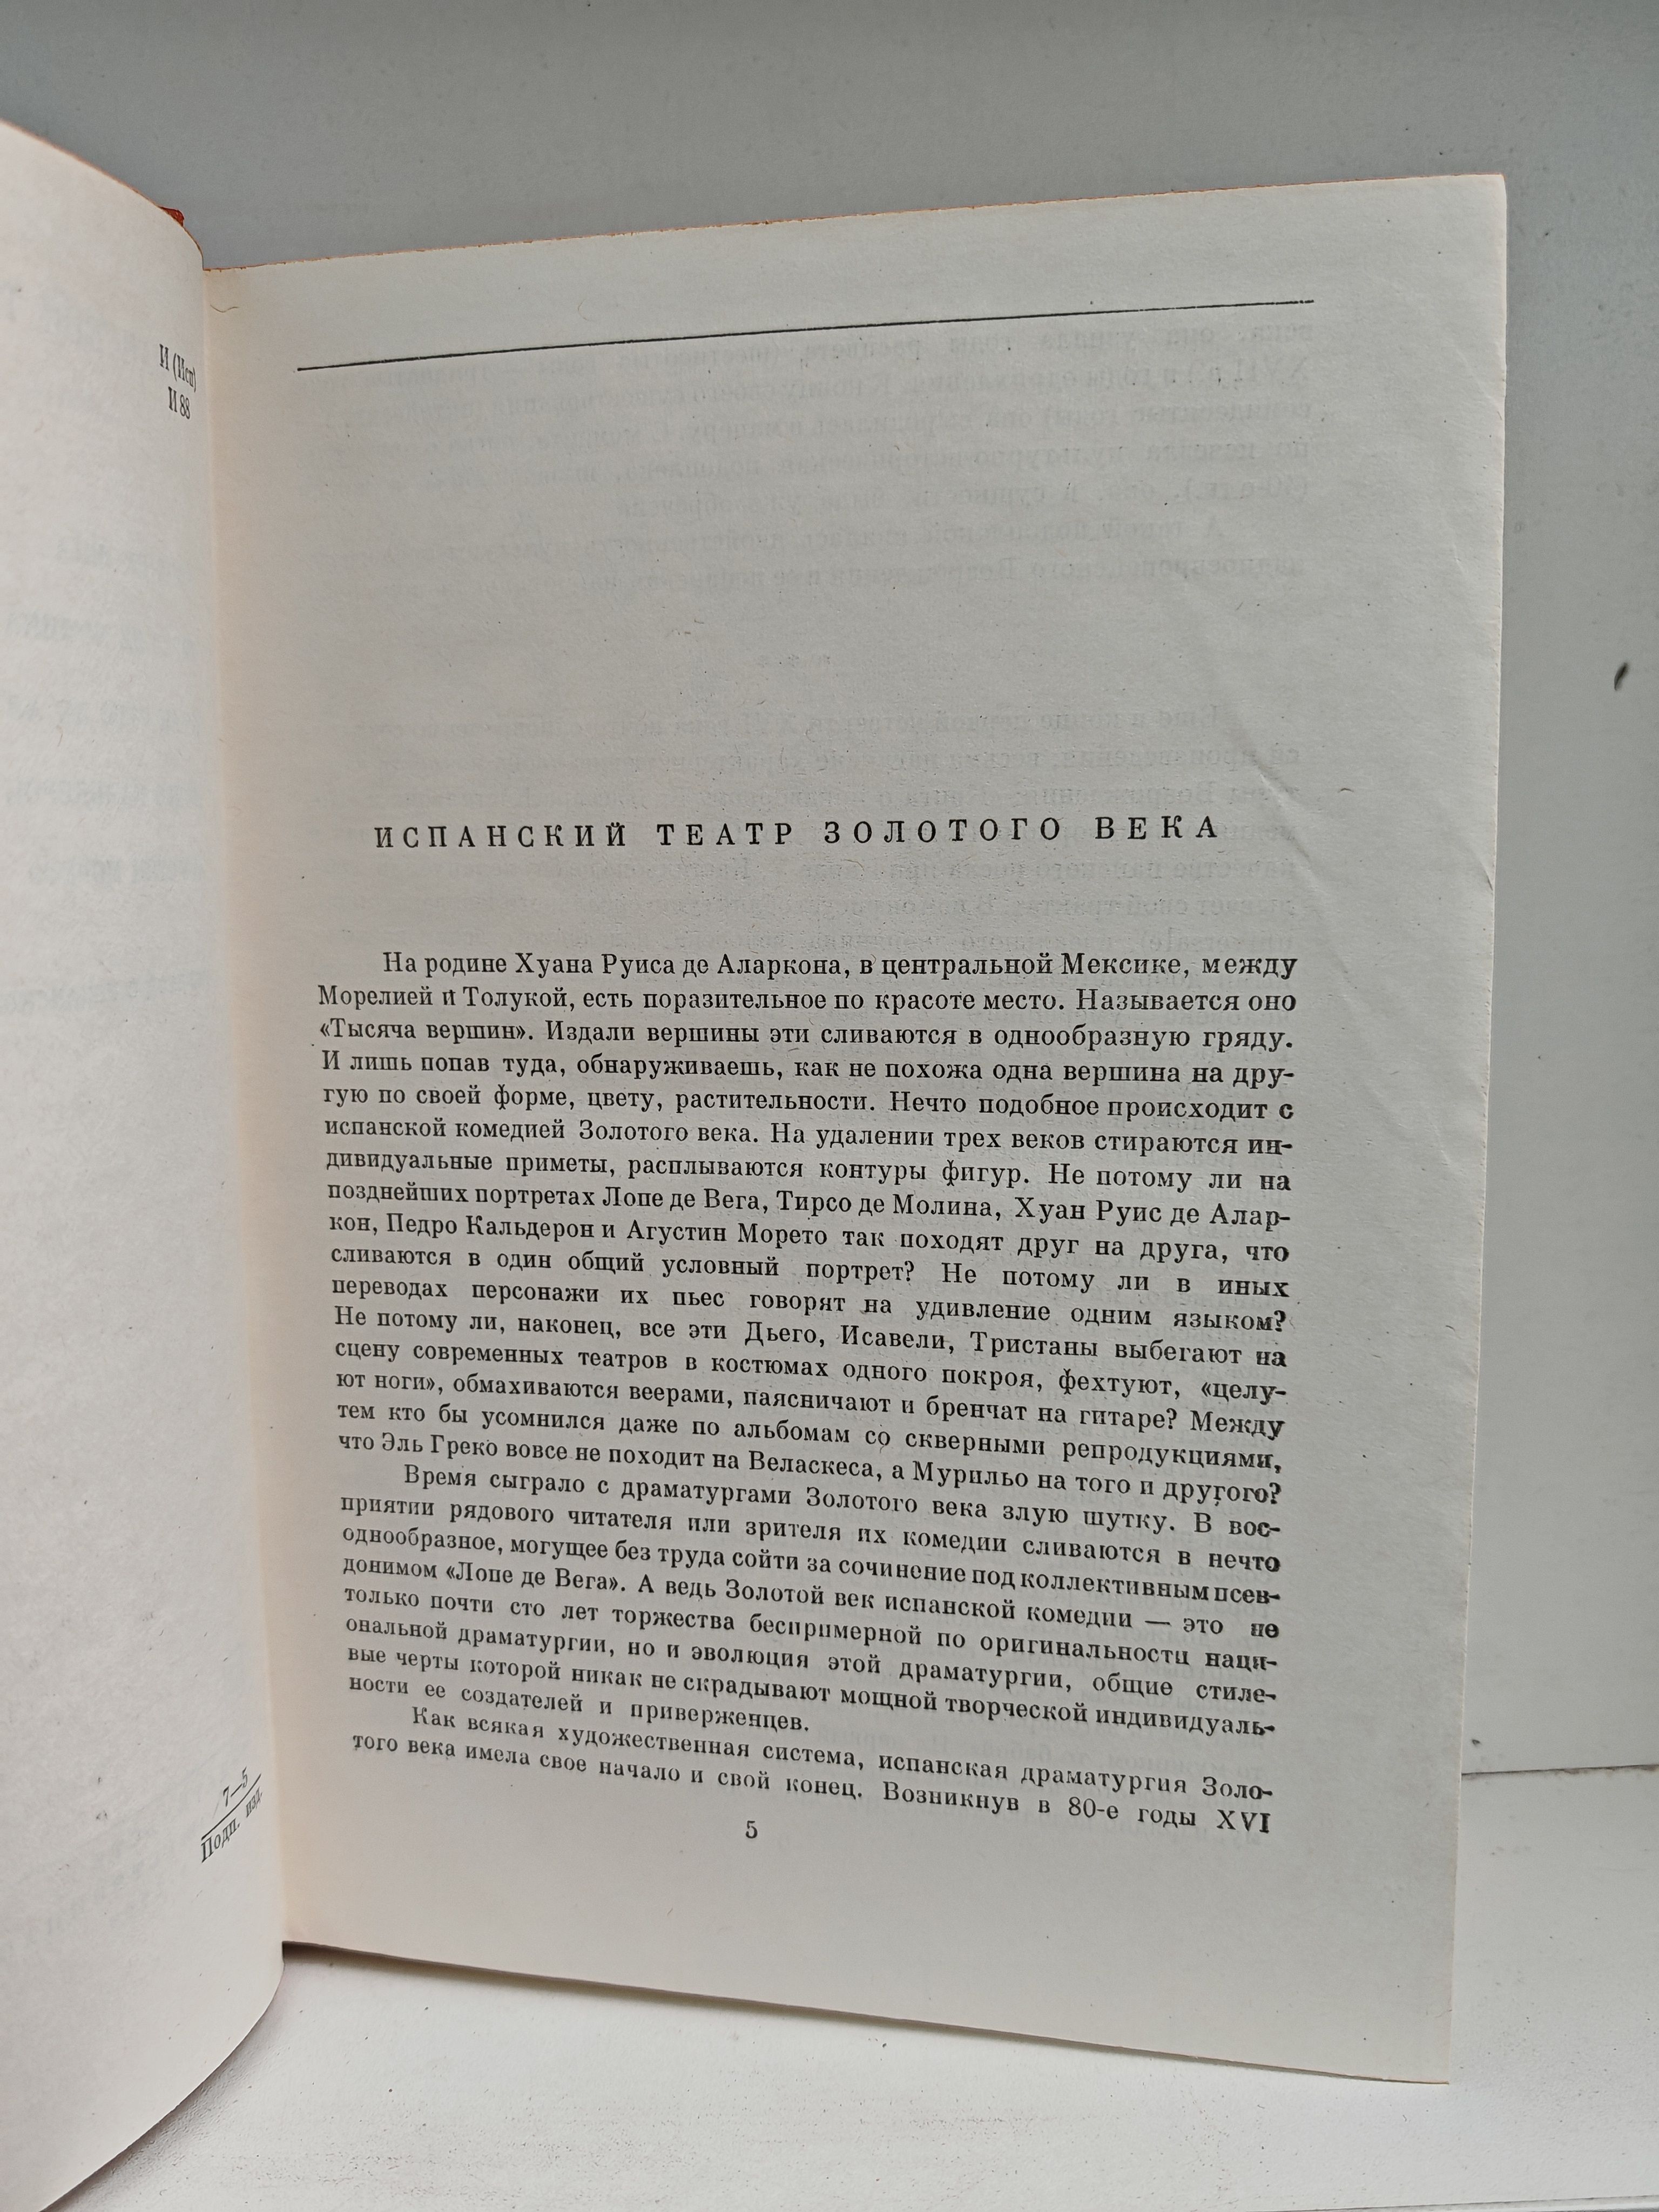 И (Исп)
И 88
7—5
Подп. изд.
ИСПАНСКИЙ ТЕАТР ЗОЛОТОГО ВЕКА
На родине Хуана Руиса де Аларкона, в центральной Мексике, между
Морелией и Толукой, есть поразительное по красоте место. Называется оно
«Тысяча вершин». Издали вершины эти сливаются в однообразную гряду.
И лишь попав туда, обнаруживаешь, как не похожа одна вершина на дру-
гую по своей форме, цвету, растительности. Нечто подобное происходит с
испанской комедией Золотого века. На удалении трех веков стираются ин-
дивидуальные приметы, расплываются контуры фигур. Не потому ли на
позднейших портретах Лопе де Вега, Тирсо де Молина, Хуан Руис де Алар-
кон, Педро Кальдерон и Агустин Морето так походят друг на друга, что
сливаются в один общий условный портрет? Не потому ли в иных
переводах персонажи их пьес говорят на удивление одним языком?
Не потому ли, наконец, все эти Дьего, Исавели, Тристаны выбегают на
сцену современных театров в костюмах одного покроя, фехтуют, «целу-
ют ноги», обмахиваются веерами, паясничают и бренчат на гитаре? Между
тем кто бы усомнился даже по альбомам со скверными репродукциями,
что Эль Греко вовсе не походит на Веласкеса, а Мурильо на того и другого?
Время сыграло с драматургами Золотого века злую шутку. В вос-
приятии рядового читателя или зрителя их комедии сливаются в нечто
однообразное, могущее без труда сойти за сочинение под коллективным псев-
донимом «Лопе де Вега». А ведь Золотой век испанской комедии — это не
только почти сто лет торжества беспримерной по оригинальности наци-
ональной драматургии, но и эволюция этой драматургии, общие стиле-
вые черты которой никак не скрадывают мощной творческой индивидуаль-
ности ее создателей и приверженцев.
Как всякая художественная система, испанская драматургия Золо-
того века имела свое начало и свой конец. Возникнув в 80-е годы XVI
5